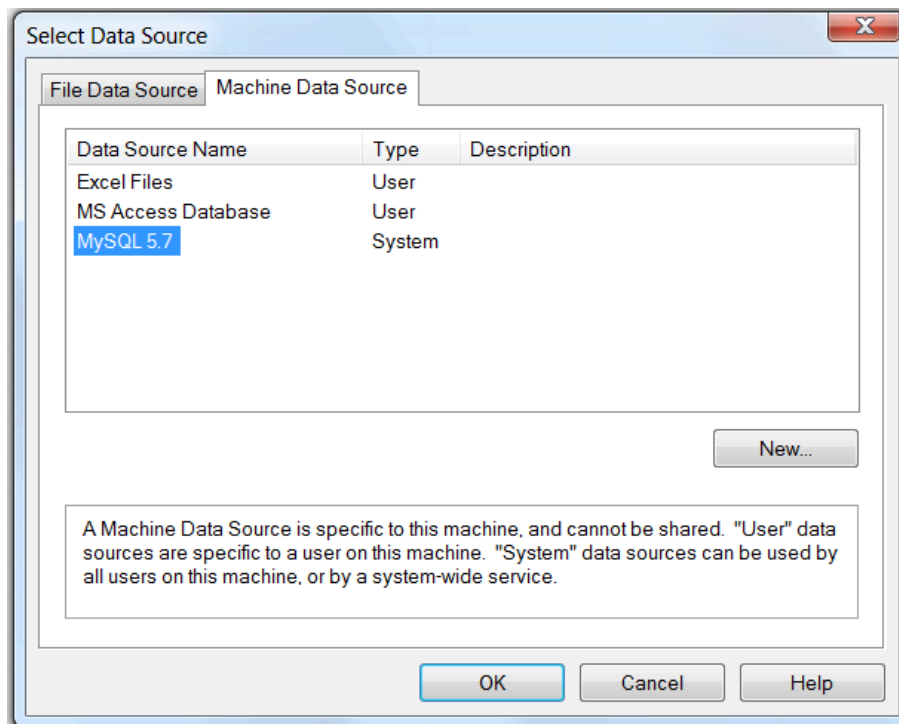 Select Data Source
X
File Data Source Machine Data Source
Data Source Name Type Description
Excel Files User
MS Access Database User
MySQL 5.7 System
New...
A Machine Data Source is specific to this machine, and cannot be shared. "User" data
sources are specific to a user on this machine. "System" data sources can be used by
all users on this machine, or by a system-wide service.
OK Cancel Help